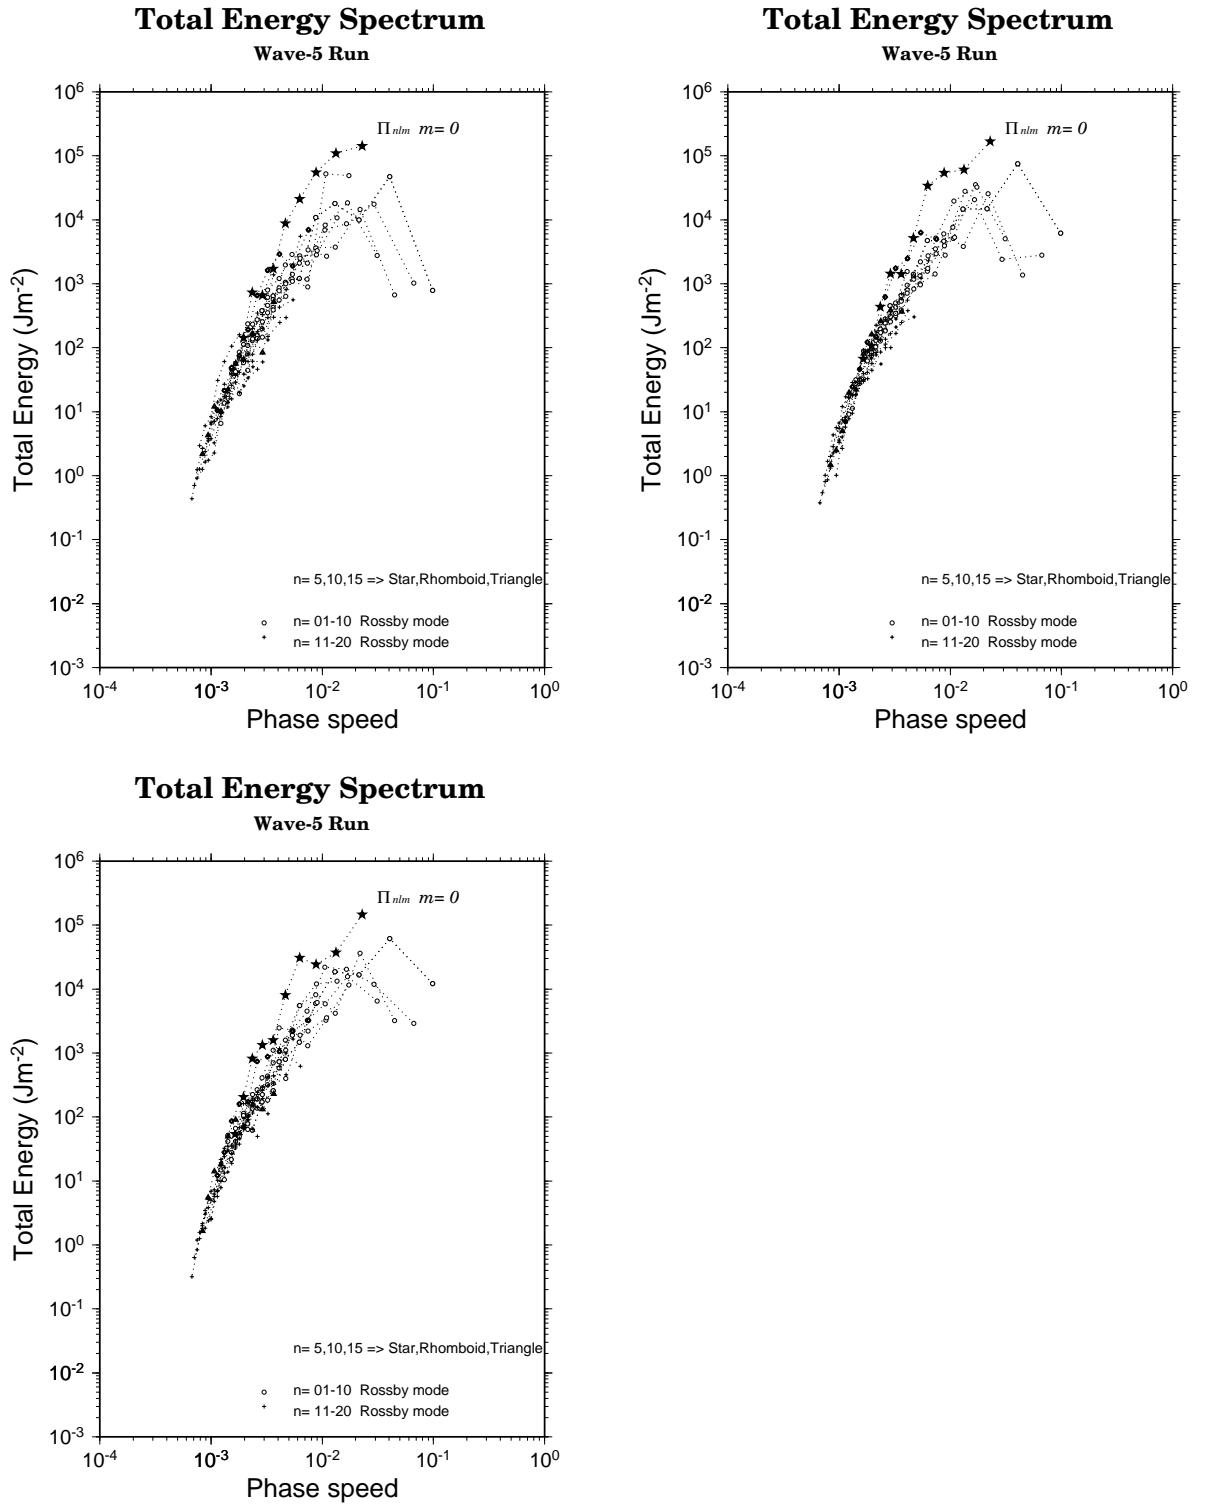 Total Energy Spectrum
Wave-5 Run
Π nlm m= 0
10^6
10^5
10^4
10^3
10^2
10^1
10^0
10^-1
10^-2
10^-3
Total Energy (Jm^-2)
n= 5,10,15 => Star,Rhomboid,Triangle
n= 01-10 Rossby mode
n= 11-20 Rossby mode
10^-4 10^-3 10^-2 10^-1 10^0
Phase speed
Total Energy Spectrum
Wave-5 Run
Π nlm m= 0
10^6
10^5
10^4
10^3
10^2
10^1
10^0
10^-1
10^-2
10^-3
Total Energy (Jm^-2)
n= 5,10,15 => Star,Rhomboid,Triangle
n= 01-10 Rossby mode
n= 11-20 Rossby mode
10^-4 10^-3 10^-2 10^-1 10^0
Phase speed
Total Energy Spectrum
Wave-5 Run
Π nlm m= 0
10^6
10^5
10^4
10^3
10^2
10^1
10^0
10^-1
10^-2
10^-3
Total Energy (Jm^-2)
n= 5,10,15 => Star,Rhomboid,Triangle
n= 01-10 Rossby mode
n= 11-20 Rossby mode
10^-4 10^-3 10^-2 10^-1 10^0
Phase speed